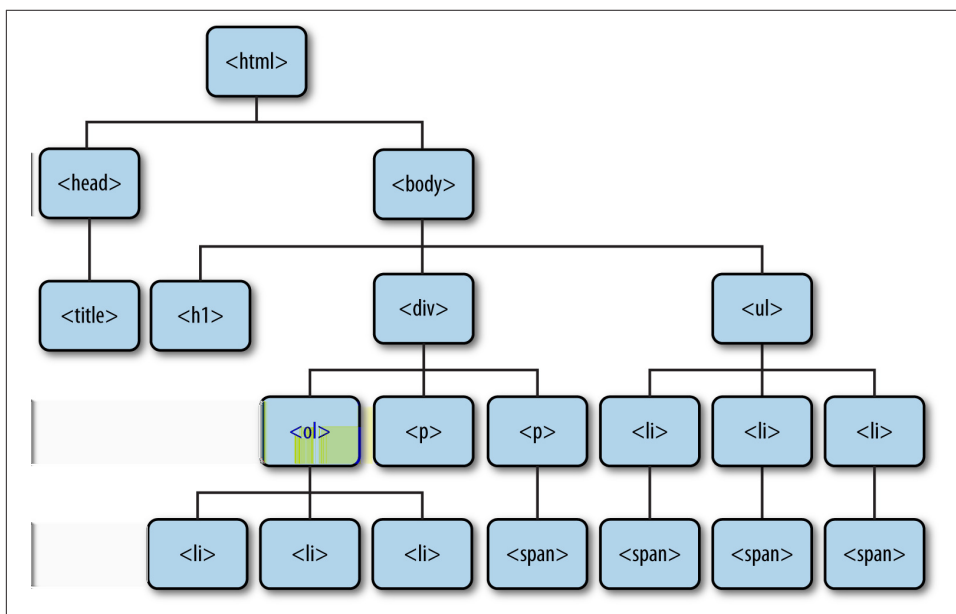 <html>
<head> <body>
<title> <h1> <div> <ul>
<ol> <p> <p> <li> <li> <li>
<li> <li> <li> <span> <span> <span> <span>